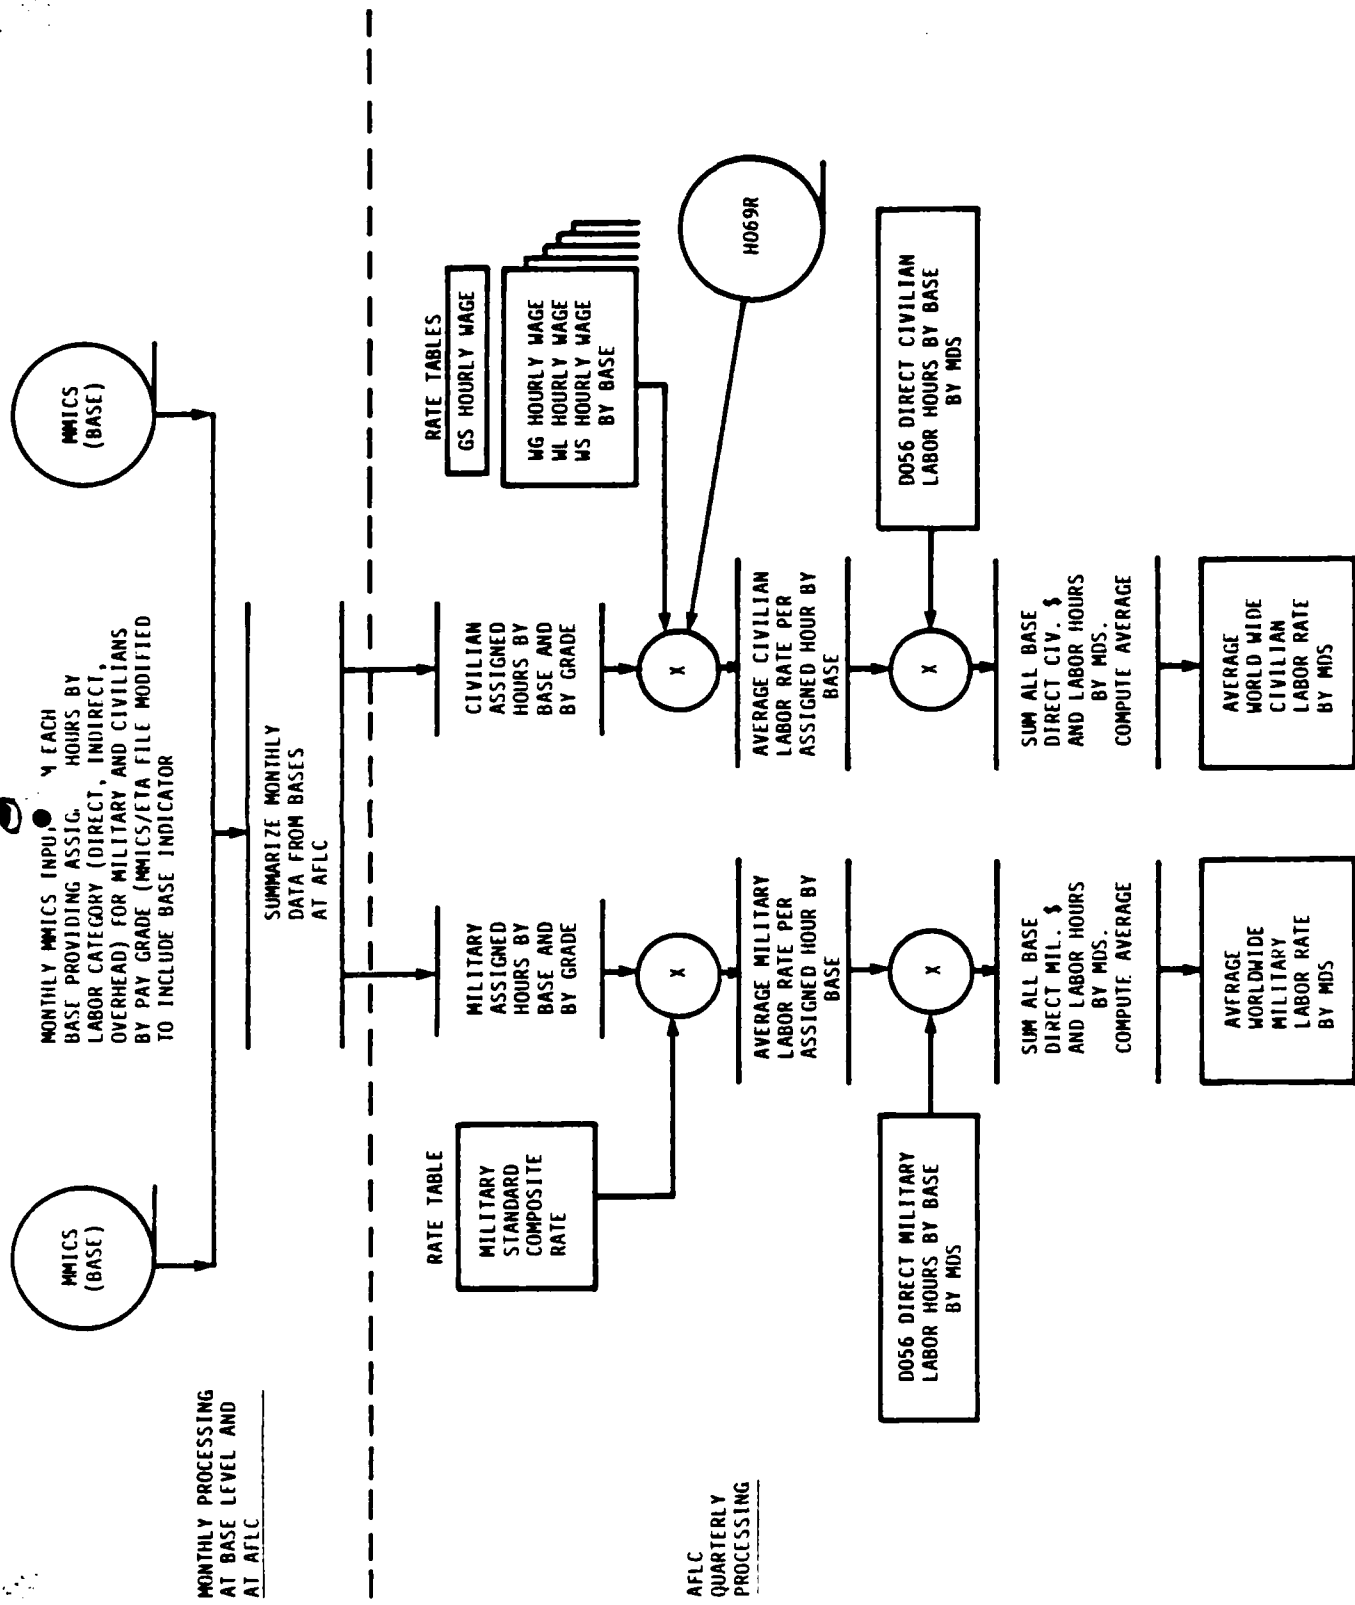 MMICS
(BASE)
MONTHLY MMICS INPU EACH
BASE PROVIDING ASSIG. HOURS BY
LABOR CATEGORY (DIRECT, INDIRECT,
OVERHEAD) FOR MILITARY AND CIVILIANS
BY PAY GRADE (MMICS/ETA FILE MODIFIED
TO INCLUDE BASE INDICATOR
MMICS
(BASE)
MONTHLY PROCESSING
AT BASE LEVEL AND
AT AFLC
SUMMARIZE MONTHLY
DATA FROM BASES
AT AFLC
AFLC
QUARTERLY
PROCESSING
RATE TABLE
MILITARY
STANDARD
COMPOSITE
RATE
MILITARY
ASSIGNED
HOURS BY
BASE AND
BY GRADE
CIVILIAN
ASSIGNED
HOURS BY
BASE AND
BY GRADE
RATE TABLES
GS HOURLY WAGE
WG HOURLY WAGE
WL HOURLY WAGE
WS HOURLY WAGE
BY BASE
H069R
X
X
AVERAGE MILITARY
LABOR RATE PER
ASSIGNED HOUR BY
BASE
AVERAGE CIVILIAN
LABOR RATE PER
ASSIGNED HOUR BY
BASE
DO56 DIRECT MILITARY
LABOR HOURS BY BASE
BY MDS
X
X
DO56 DIRECT CIVILIAN
LABOR HOURS BY BASE
BY MDS
SUM ALL BASE
DIRECT MIL. $
AND LABOR HOURS
BY MDS.
COMPUTE AVERAGE
SUM ALL BASE
DIRECT CIV. $
AND LABOR HOURS
BY MDS.
COMPUTE AVERAGE
AVERAGE
WORLDWIDE
MILITARY
LABOR RATE
BY MDS
AVERAGE
WORLD WIDE
CIVILIAN
LABOR RATE
BY MDS